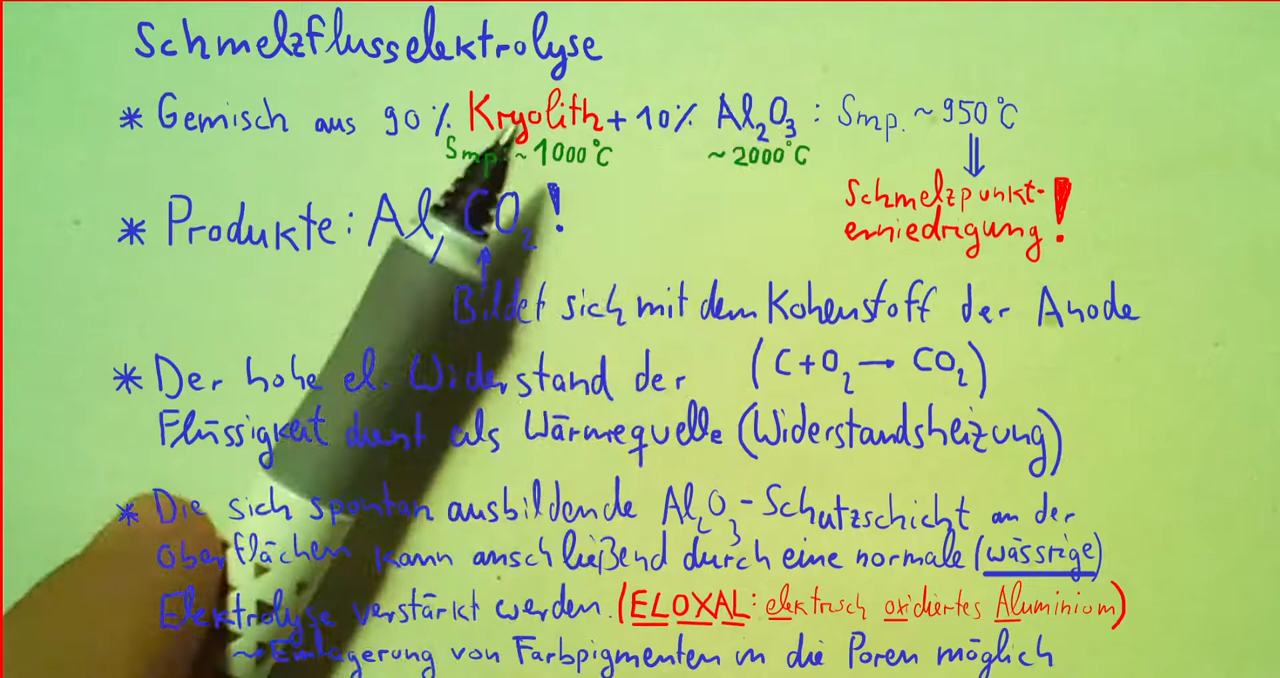 Schmelzflusselektrolyse
* Gemisch aus 90% Kryolith + 10% Al₂O₃ : Smp. ~ 950°C
Smp. ~ 1000°C ~ 2000°C
Schmelzpunkt-
erniedrigung!
* Produkte: Al, CO₂!
Bildet sich mit dem Kohenstoff der Anode
(C+O₂ → CO₂)
* Der hohe el. Widerstand der
Flüssigkeit dient als Wärmequelle (Widerstandsheizung)
* Die sich spontan ausbildende Al₂O₃-Schutzschicht an der
Oberflächen kann anschließend durch eine normale (wässrige)
Elektrolyse verstärkt werden. (ELOXAL: elektrisch oxidiertes Aluminium)
~ Einlagerung von Farbpigmenten in die Poren möglich